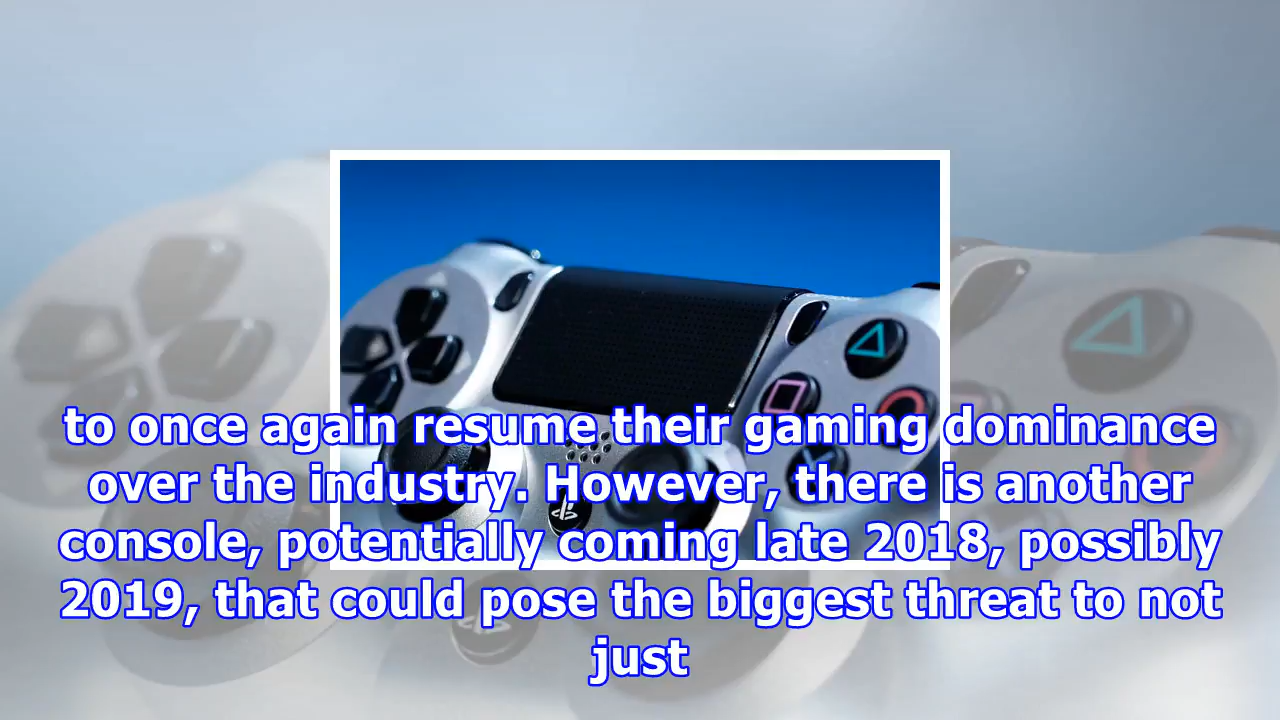 to once again resume their gaming dominance
over the industry. However, there is another
console, potentially coming late 2018, possibly
2019, that could pose the biggest threat to not
just